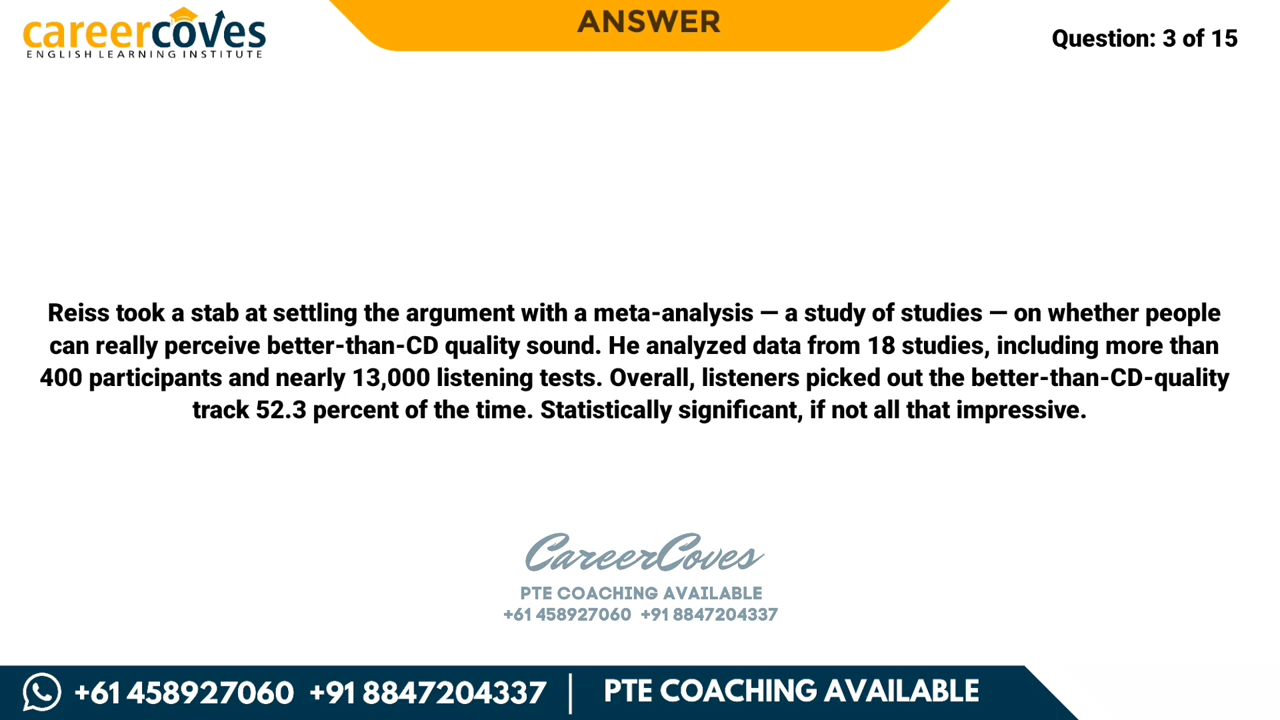 careercoves
ENGLISH LEARNING INSTITUTE
ANSWER
Question: 3 of 15
Reiss took a stab at settling the argument with a meta-analysis — a study of studies — on whether people
can really perceive better-than-CD quality sound. He analyzed data from 18 studies, including more than
400 participants and nearly 13,000 listening tests. Overall, listeners picked out the better-than-CD-quality
track 52.3 percent of the time. Statistically significant, if not all that impressive.
CareerCoves
PTE COACHING AVAILABLE
+61 458927060 +91 8847204337
+61 458927060 +91 8847204337 | PTE COACHING AVAILABLE